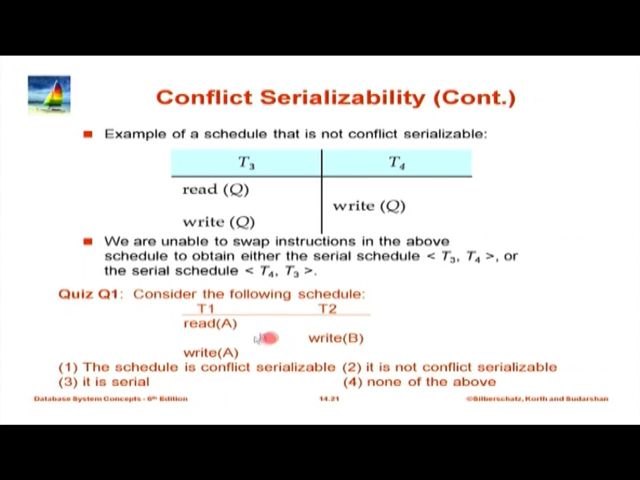 Conflict Serializability (Cont.)
Example of a schedule that is not conflict serializable:
T3 T4
read (Q)
write (Q)
write (Q)
We are unable to swap instructions in the above
schedule to obtain either the serial schedule < T3, T4 >, or
the serial schedule < T4, T3 >.
Quiz Q1: Consider the following schedule:
T1 T2
read(A)
write(B)
write(A)
(1) The schedule is conflict serializable (2) it is not conflict serializable
(3) it is serial (4) none of the above
Database System Concepts - 6th Edition 14.21 ©Silberschatz, Korth and Sudarshan